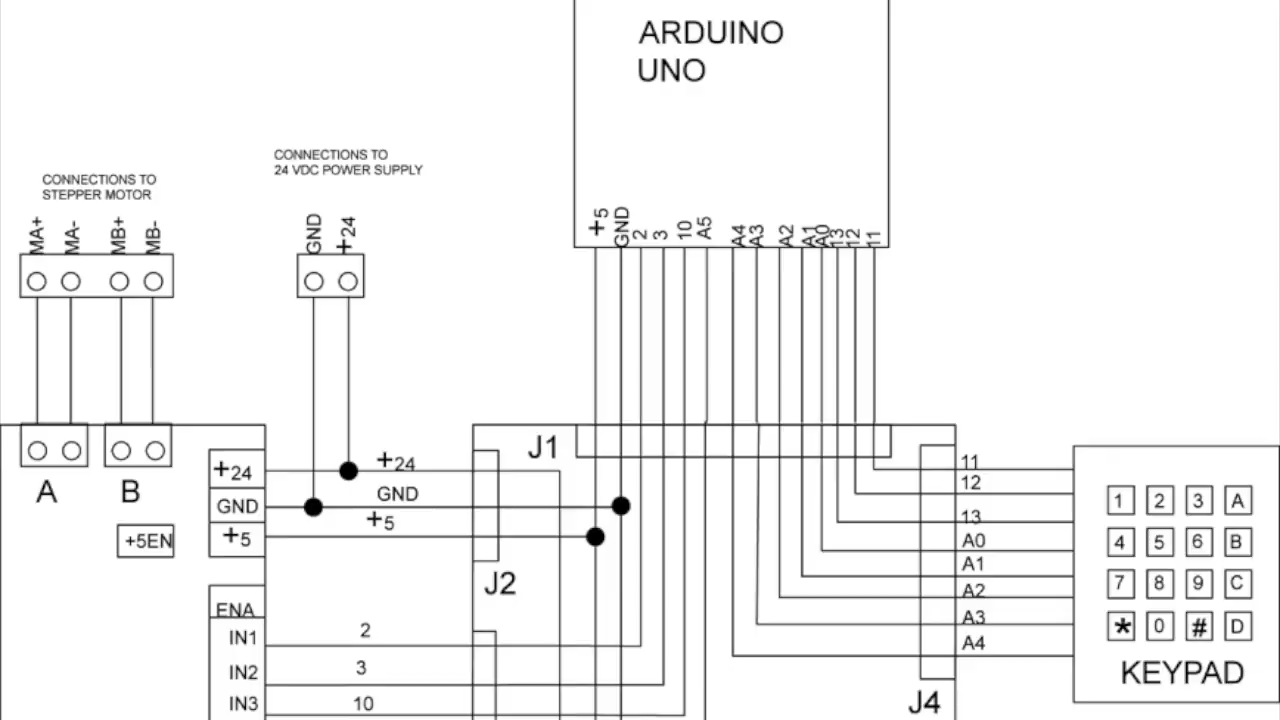 ARDUINO
UNO
CONNECTIONS TO
24 VDC POWER SUPPLY
CONNECTIONS TO
STEPPER MOTOR
MA+
MA-
MB+
MB-
GND
+24
+5
GND
2
3
10
A5
A4
A3
A2
A1
A0
13
12
11
J1
A
B
+5EN
+24
GND
+5
+24
GND
+5
J2
ENA
IN1
2
IN2
3
IN3
10
11
12
13
A0
A1
A2
A3
A4
J4
1 2 3 A
4 5 6 B
7 8 9 C
* 0 # D
KEYPAD